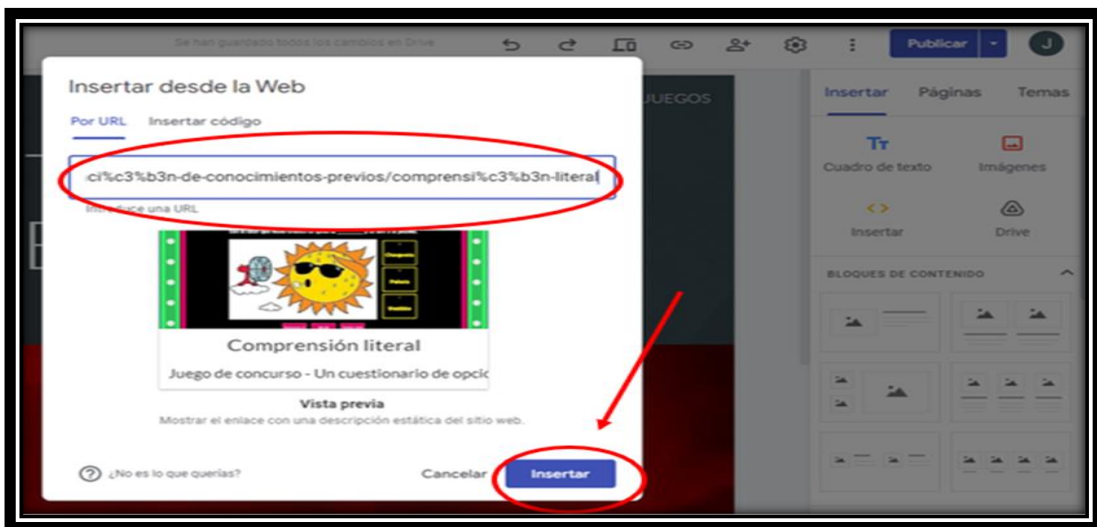 Se han guardado todos los cambios en Drive
Publicar
J
Insertar desde la Web
JUEGOS
Insertar Páginas Temas
Por URL Insertar código
Cuadro de texto Imágenes
ci%c3%b3n-de-conocimientos-previos/comprensi%c3%b3n-literal
Introduce una URL
Insertar Drive
BLOQUES DE CONTENIDO
Comprensión literal
Juego de concurso - Un cuestionario de opcio
Vista previa
Mostrar el enlace con una descripción estática del sitio web.
¿No es lo que querías? Cancelar Insertar